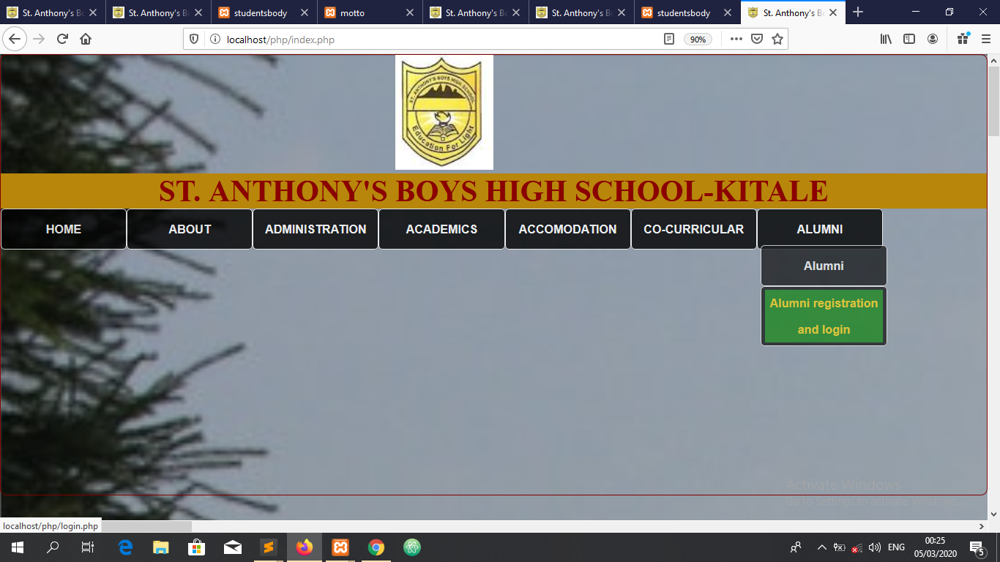 St. Anthony's Bo
St. Anthony's Bo
studentsbody
motto
St. Anthony's Bo
St. Anthony's Bo
studentsbody
St. Anthony's Bo
localhost/php/index.php
90%
ST. ANTHONY'S BOYS HIGH SCHOOL
Education For Light
ST. ANTHONY'S BOYS HIGH SCHOOL-KITALE
HOME
ABOUT
ADMINISTRATION
ACADEMICS
ACCOMODATION
CO-CURRICULAR
ALUMNI
Alumni
Alumni registration
and login
Activate Windows
Go to Settings to activate Windows.
localhost/php/login.php
ENG
00:25
05/03/2020
5